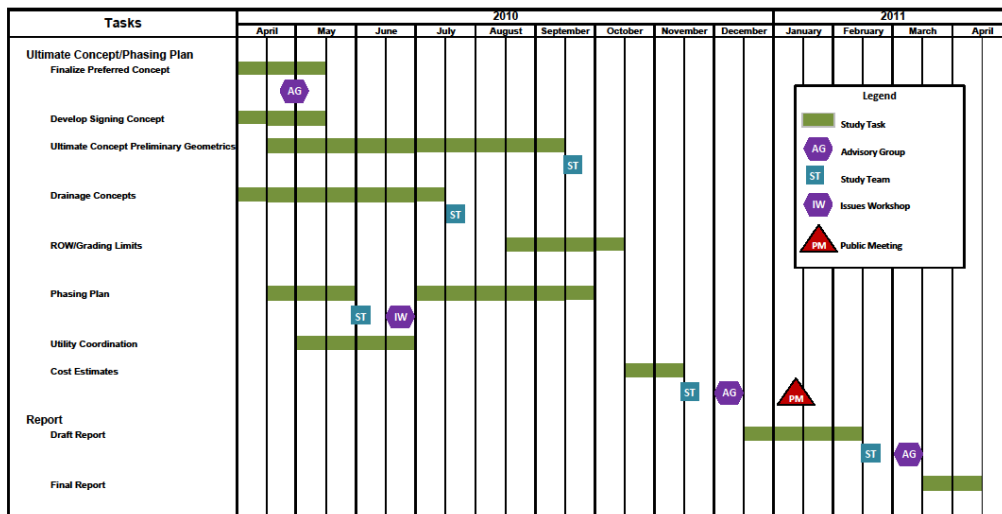 Tasks
2010
2011
April May June July August September October November December January February March April
Ultimate Concept/Phasing Plan
Finalize Preferred Concept
AG
Develop Signing Concept
Ultimate Concept Preliminary Geometrics
ST
Drainage Concepts
ST
ROW/Grading Limits
Phasing Plan
ST IW
Utility Coordination
Cost Estimates
ST AG PM
Report
Draft Report
ST AG
Final Report
Legend
Study Task
AG Advisory Group
ST Study Team
IW Issues Workshop
PM Public Meeting